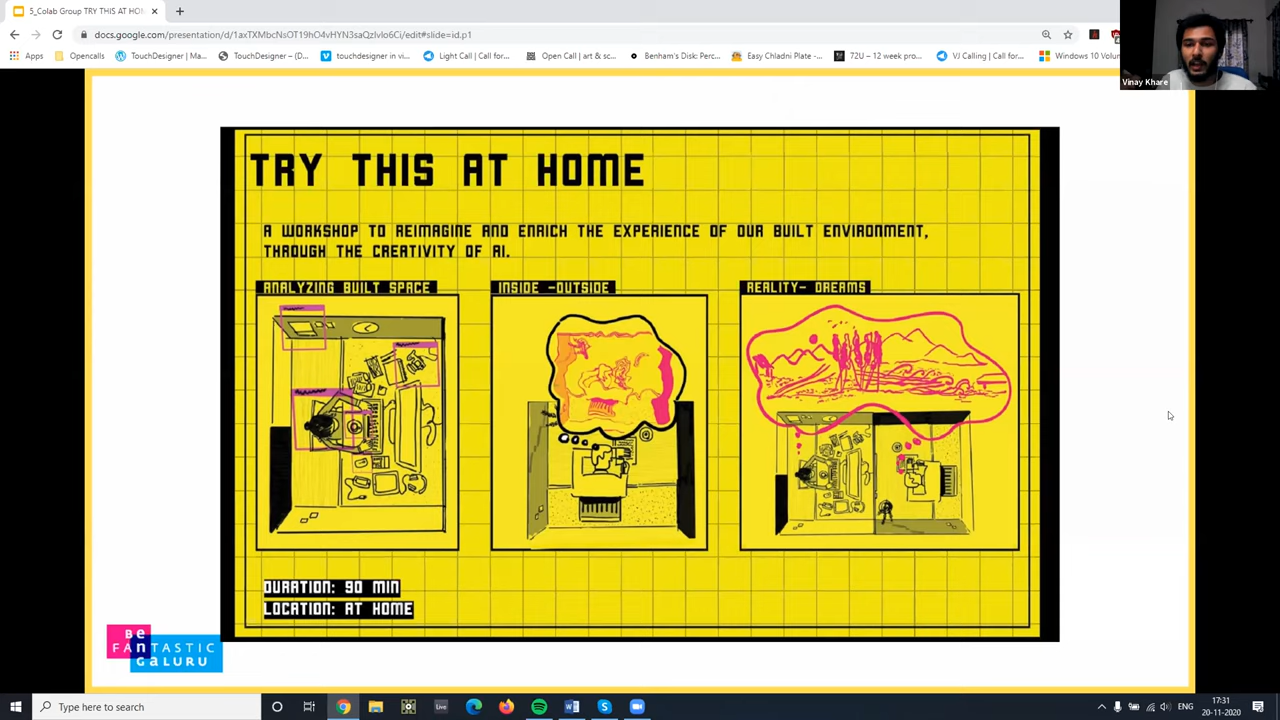 5_Colab Group TRY THIS AT HOM
docs.google.com/presentation/d/1axTXMbcNsOT19hO4vHYN3saQzIvlo6Ci/edit#slide=id.p1
Apps
Opencalls
TouchDesigner | Ma...
TouchDesigner – (D...
touchdesigner in vi...
Light Call | Call for...
Open Call | art & sc...
Benham's Disk: Perc...
Easy Chladni Plate -...
72U – 12 week pro...
VJ Calling | Call for...
Windows 10 Volum
Vinay Khare
TRY THIS AT HOME
A WORKSHOP TO REIMAGINE AND ENRICH THE EXPERIENCE OF OUR BUILT ENVIRONMENT,
THROUGH THE CREATIVITY OF AI.
ANALYZING BUILT SPACE
INSIDE -OUTSIDE
REALITY- DREAMS
DURATION: 90 MIN
LOCATION: AT HOME
Be
FANTASTIC
GALURU
Type here to search
Live
ENG
17:31
20-11-2020